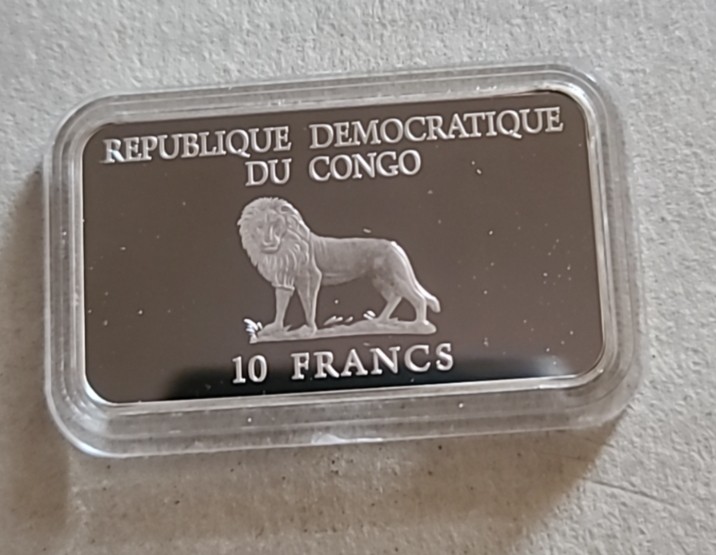 REPUBLIQUE DEMOCRATIQUE
DU CONGO
10 FRANCS